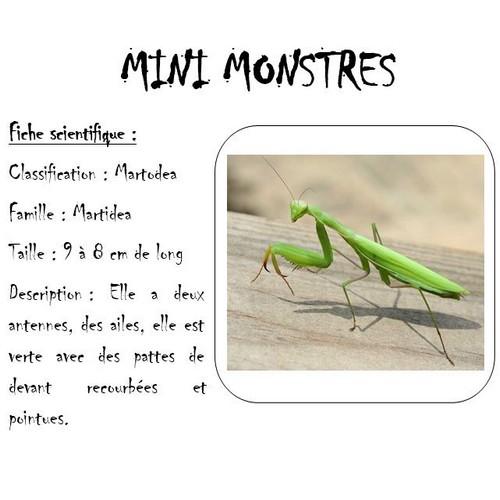 MINI MONSTRES
Fiche scientifique :
Classification : Martodea
Famille : Martidea
Taille : 9 à 8 cm de long
Description : Elle a deux
antennes, des ailes, elle est
verte avec des pattes de
devant recourbées et
pointues.